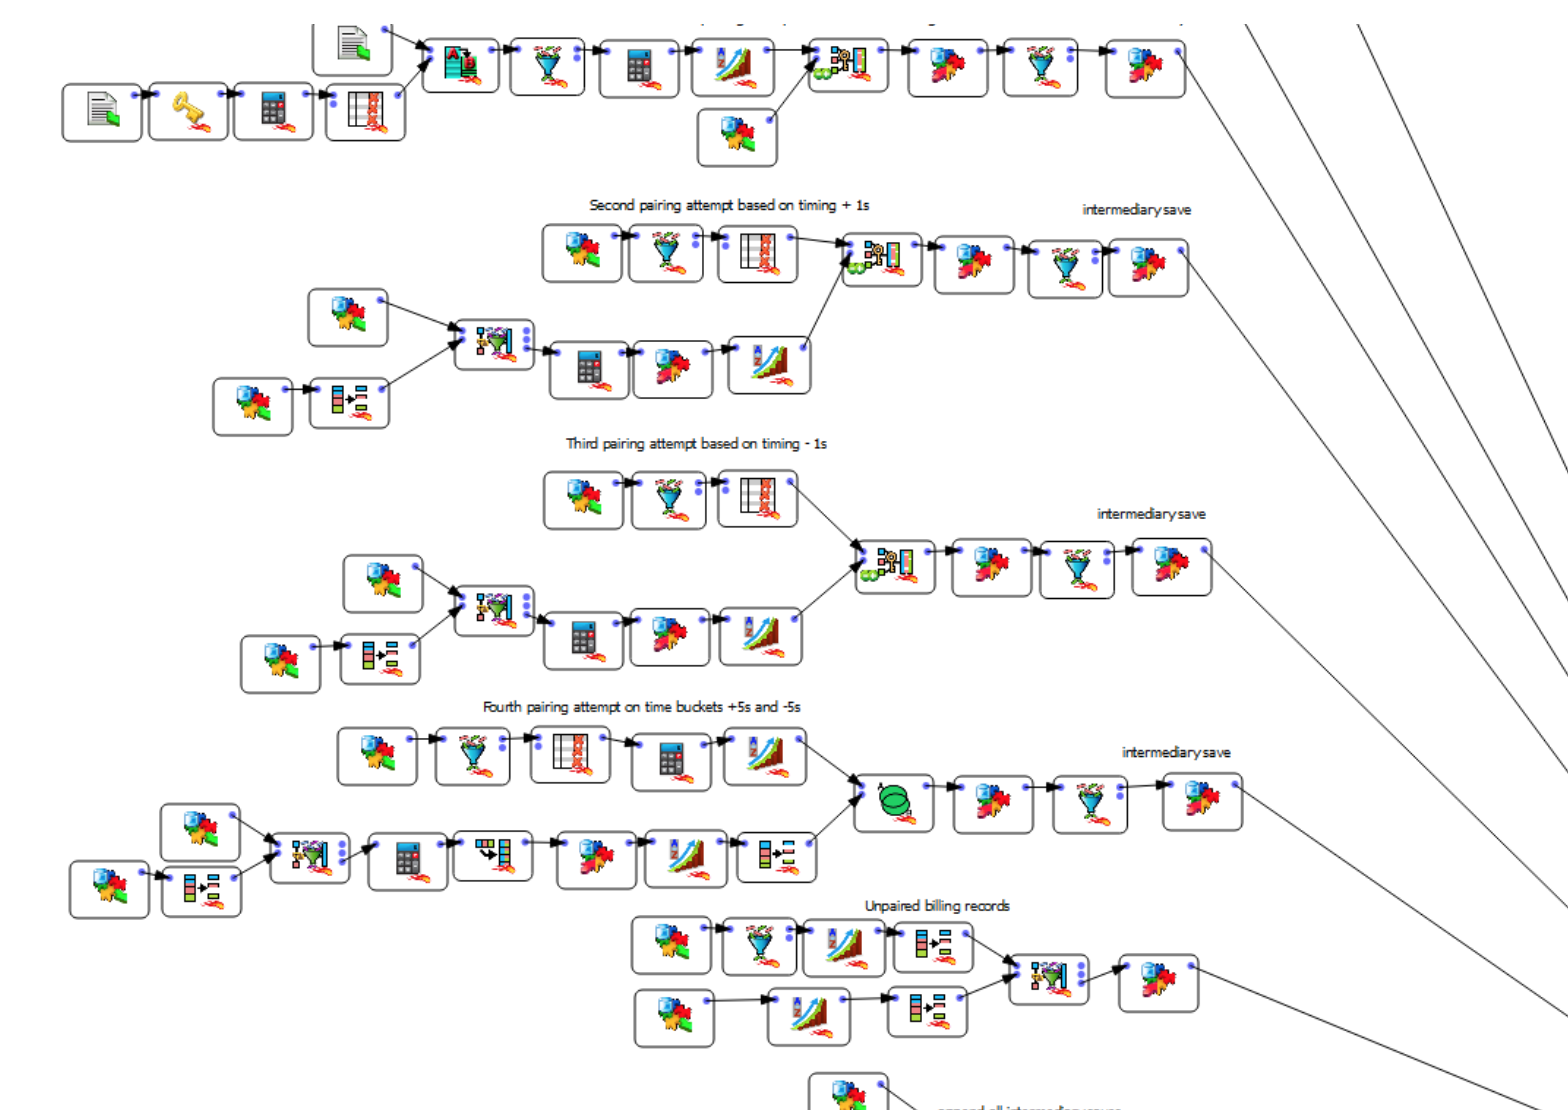 Second pairing attempt based on timing + 1s
intermediary save
Third pairing attempt based on timing - 1s
intermediary save
Fourth pairing attempt on time buckets +5s and -5s
intermediary save
Unpaired billing records